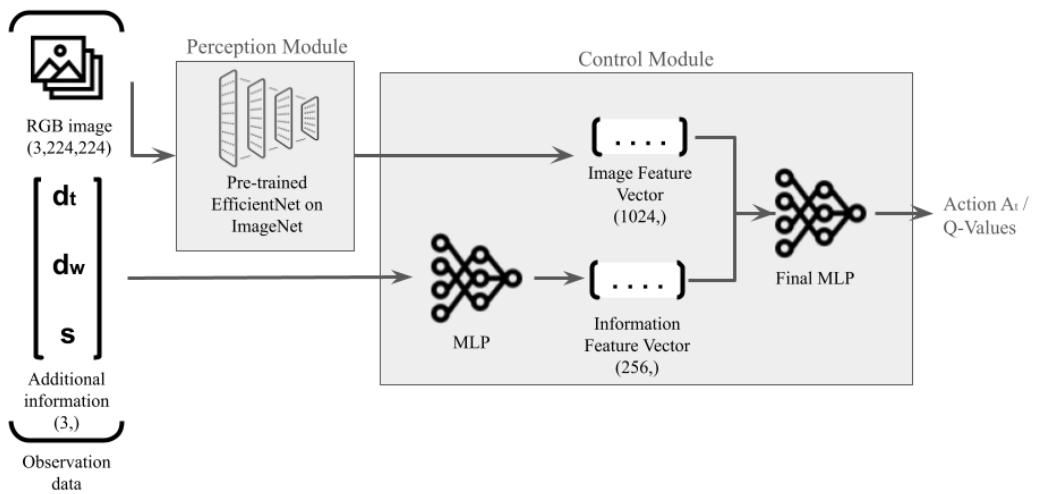 Perception Module
Control Module
RGB image
(3,224,224)
Pre-trained
EfficientNet on
ImageNet
. . . .
Image Feature
Vector
(1024,)
Action At /
Q-Values
Final MLP
dt
dw
s
MLP
. . . .
Information
Feature Vector
(256,)
Additional
information
(3,)
Observation
data